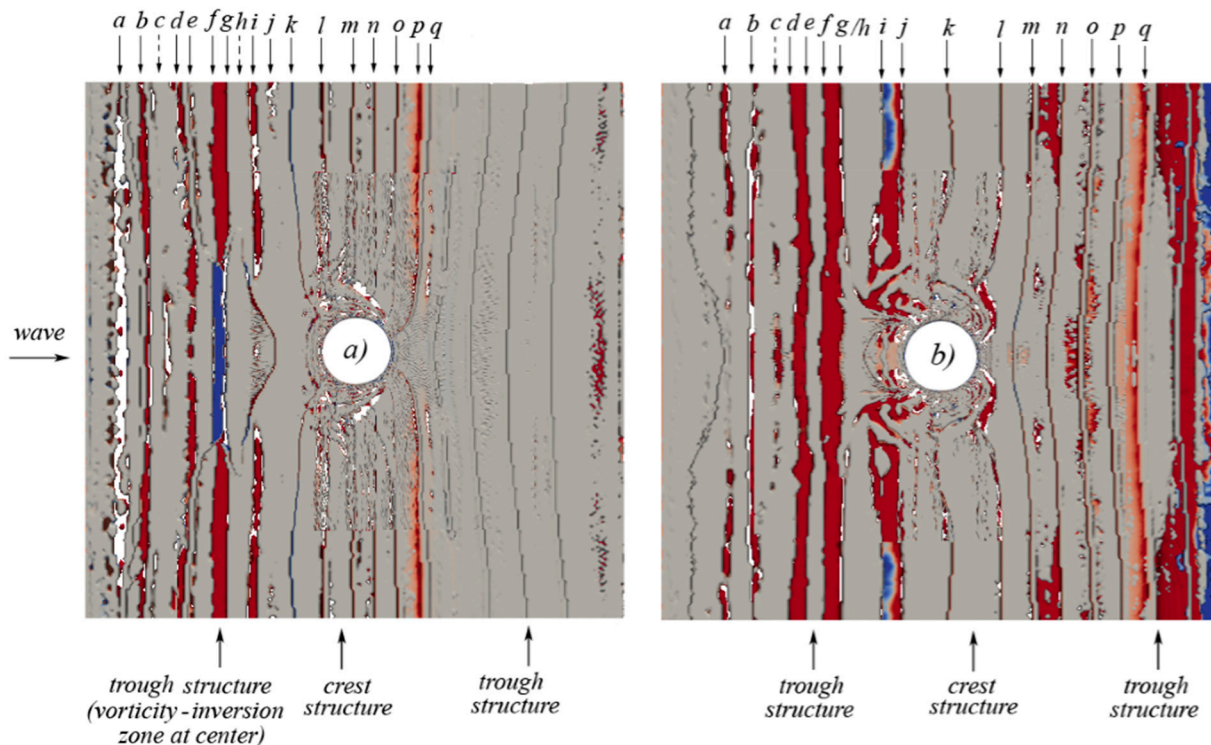 a b c d e f g h i j k l m n o p q
a b c d e f g /h i j k l m n o p q
wave
a)
b)
trough structure
(vorticity-inversion
zone at center)
crest
structure
trough
structure
trough
structure
crest
structure
trough
structure